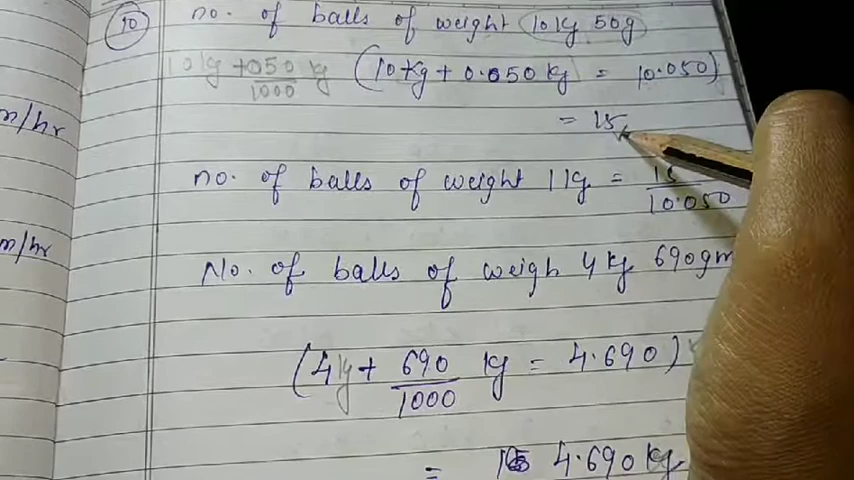 10 no. of balls of weight 10kg 50g
10kg + 050/1000 kg (10kg + 0.050 kg = 10.050)
= 15
m/hr
no. of balls of weight 1kg = 15/10.050
m/hr
No. of balls of weigh 4kg 690gm
(4kg + 690/1000 kg = 4.690)
= 4.690 kg